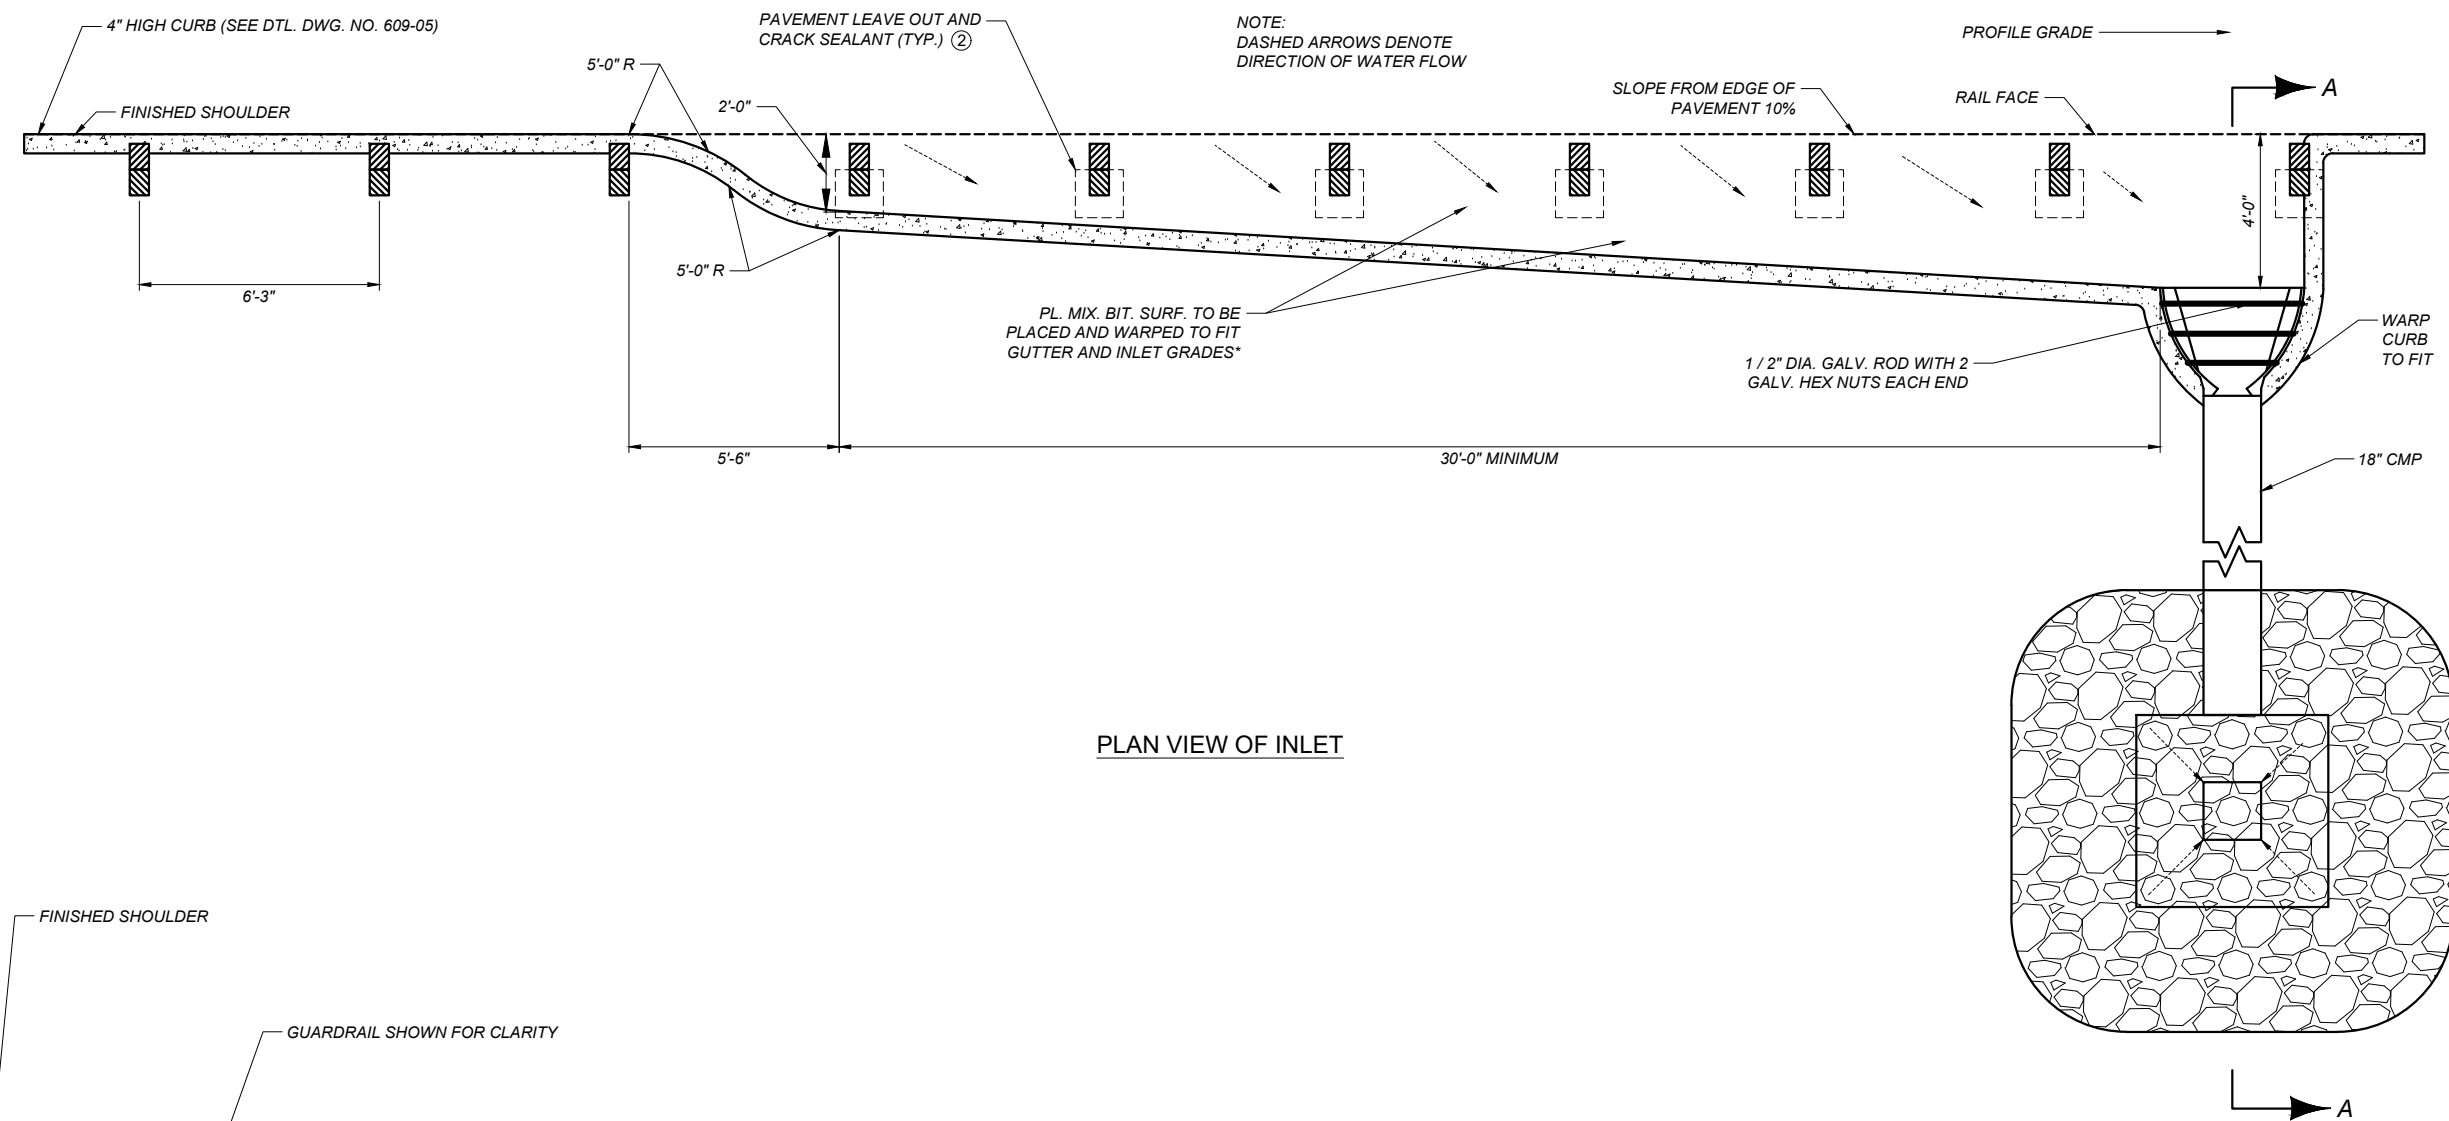 4" HIGH CURB (SEE DTL. DWG. NO. 609-05)
PAVEMENT LEAVE OUT AND
CRACK SEALANT (TYP.) ②
NOTE:
DASHED ARROWS DENOTE
DIRECTION OF WATER FLOW
PROFILE GRADE
5'-0" R
SLOPE FROM EDGE OF
PAVEMENT 10%
RAIL FACE
A
FINISHED SHOULDER
2'-0"
4'-0"
5'-0" R
6'-3"
PL. MIX. BIT. SURF. TO BE
PLACED AND WARPED TO FIT
GUTTER AND INLET GRADES*
1 / 2" DIA. GALV. ROD WITH 2
GALV. HEX NUTS EACH END
WARP
CURB
TO FIT
5'-6"
30'-0" MINIMUM
18" CMP
PLAN VIEW OF INLET
FINISHED SHOULDER
GUARDRAIL SHOWN FOR CLARITY
A